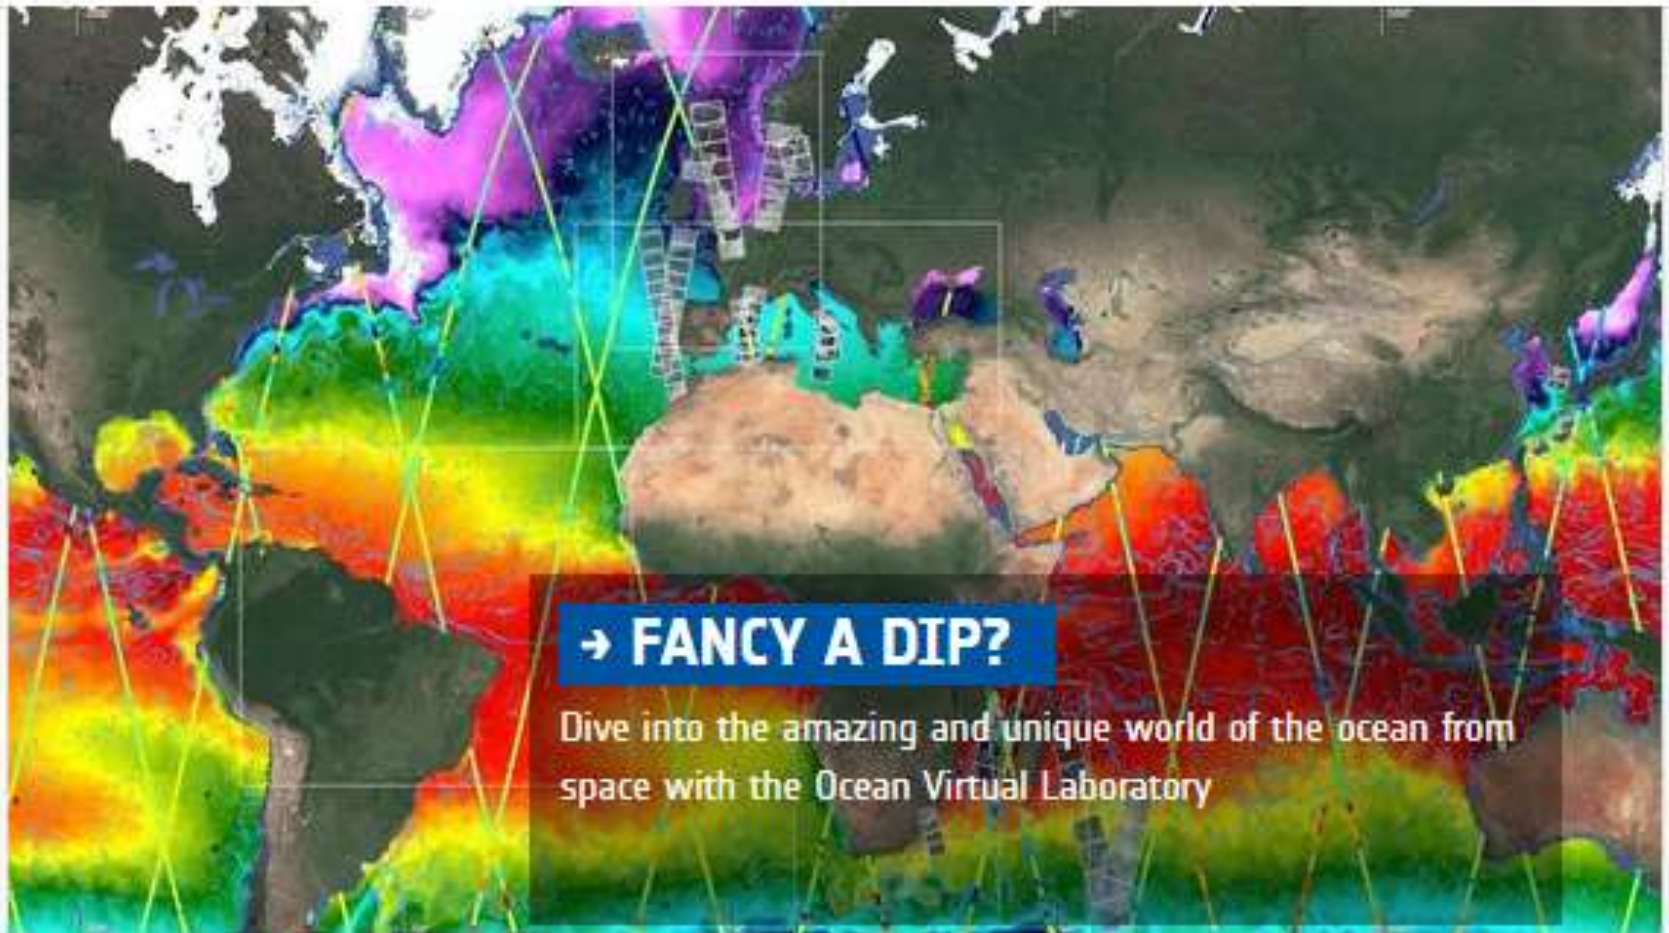 → FANCY A DIP?
Dive into the amazing and unique world of the ocean from
space with the Ocean Virtual Laboratory